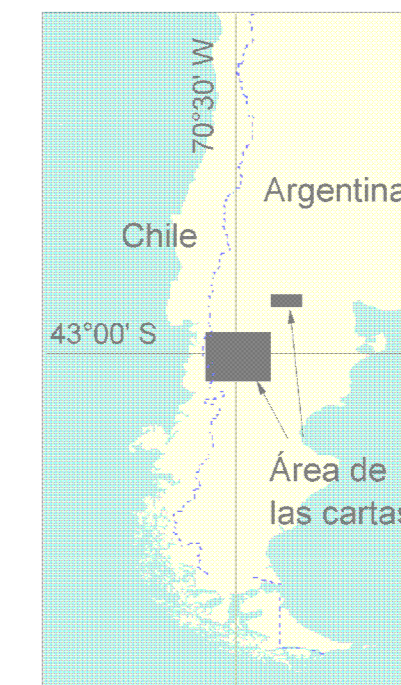 70°30' W
Argentina
Chile
43°00' S
Área de
las cartas